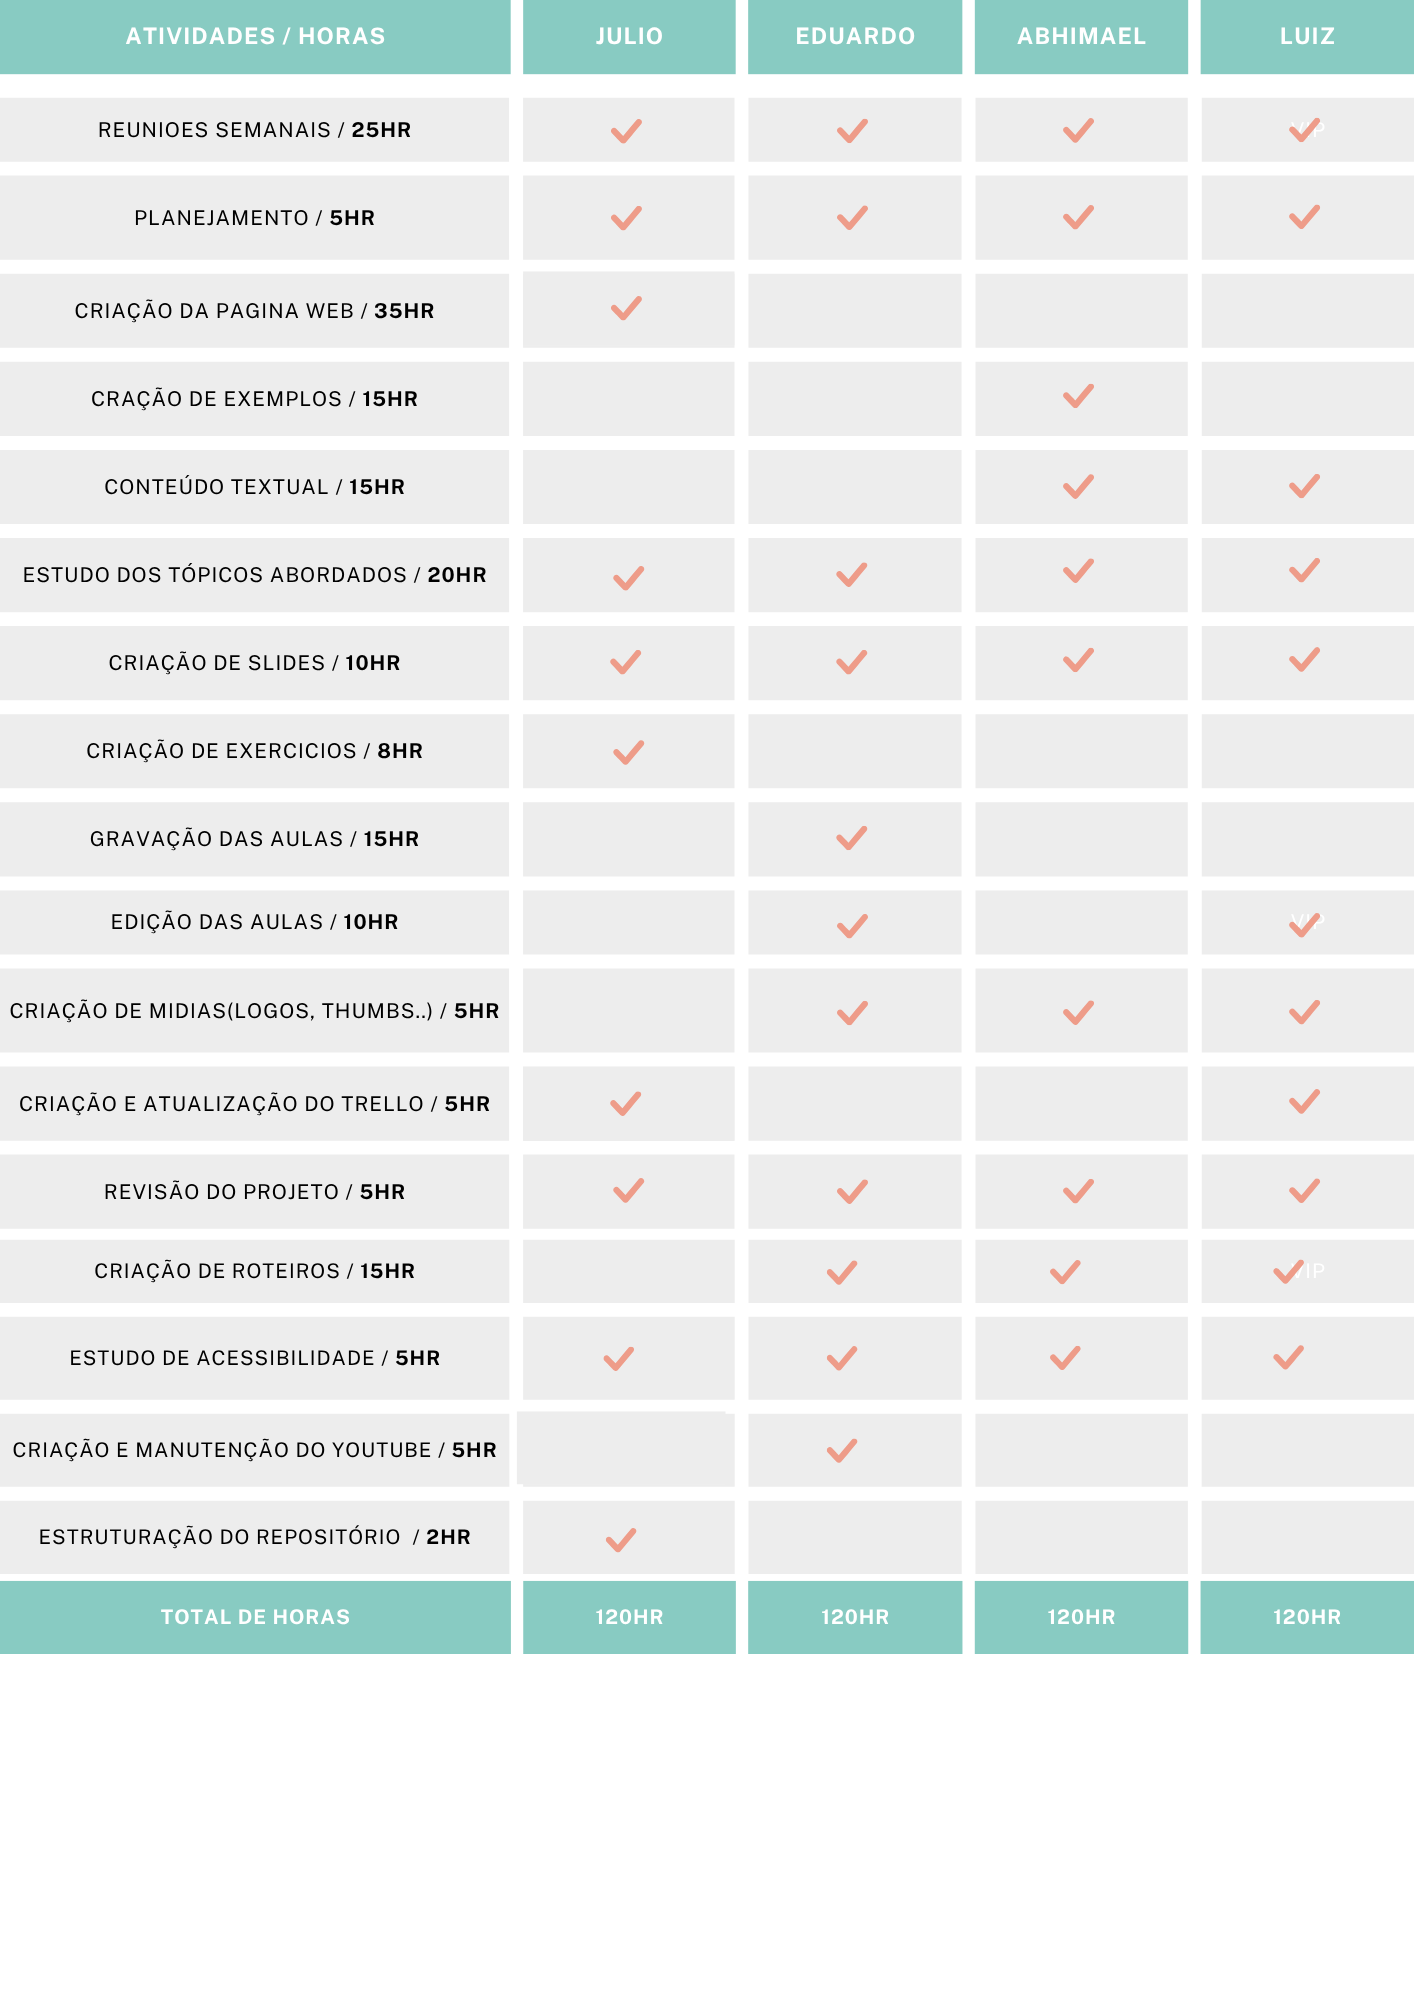 ATIVIDADES / HORAS JULIO EDUARDO ABHIMAEL LUIZ
REUNIOES SEMANAIS / 25HR VIP
PLANEJAMENTO / 5HR
CRIAÇÃO DA PAGINA WEB / 35HR
CRAÇÃO DE EXEMPLOS / 15HR
CONTEÚDO TEXTUAL / 15HR
ESTUDO DOS TÓPICOS ABORDADOS / 20HR
CRIAÇÃO DE SLIDES / 10HR
CRIAÇÃO DE EXERCICIOS / 8HR
GRAVAÇÃO DAS AULAS / 15HR
EDIÇÃO DAS AULAS / 10HR VIP
CRIAÇÃO DE MIDIAS(LOGOS, THUMBS..) / 5HR
CRIAÇÃO E ATUALIZAÇÃO DO TRELLO / 5HR
REVISÃO DO PROJETO / 5HR
CRIAÇÃO DE ROTEIROS / 15HR VIP
ESTUDO DE ACESSIBILIDADE / 5HR
CRIAÇÃO E MANUTENÇÃO DO YOUTUBE / 5HR
ESTRUTURAÇÃO DO REPOSITÓRIO / 2HR
TOTAL DE HORAS 120HR 120HR 120HR 120HR